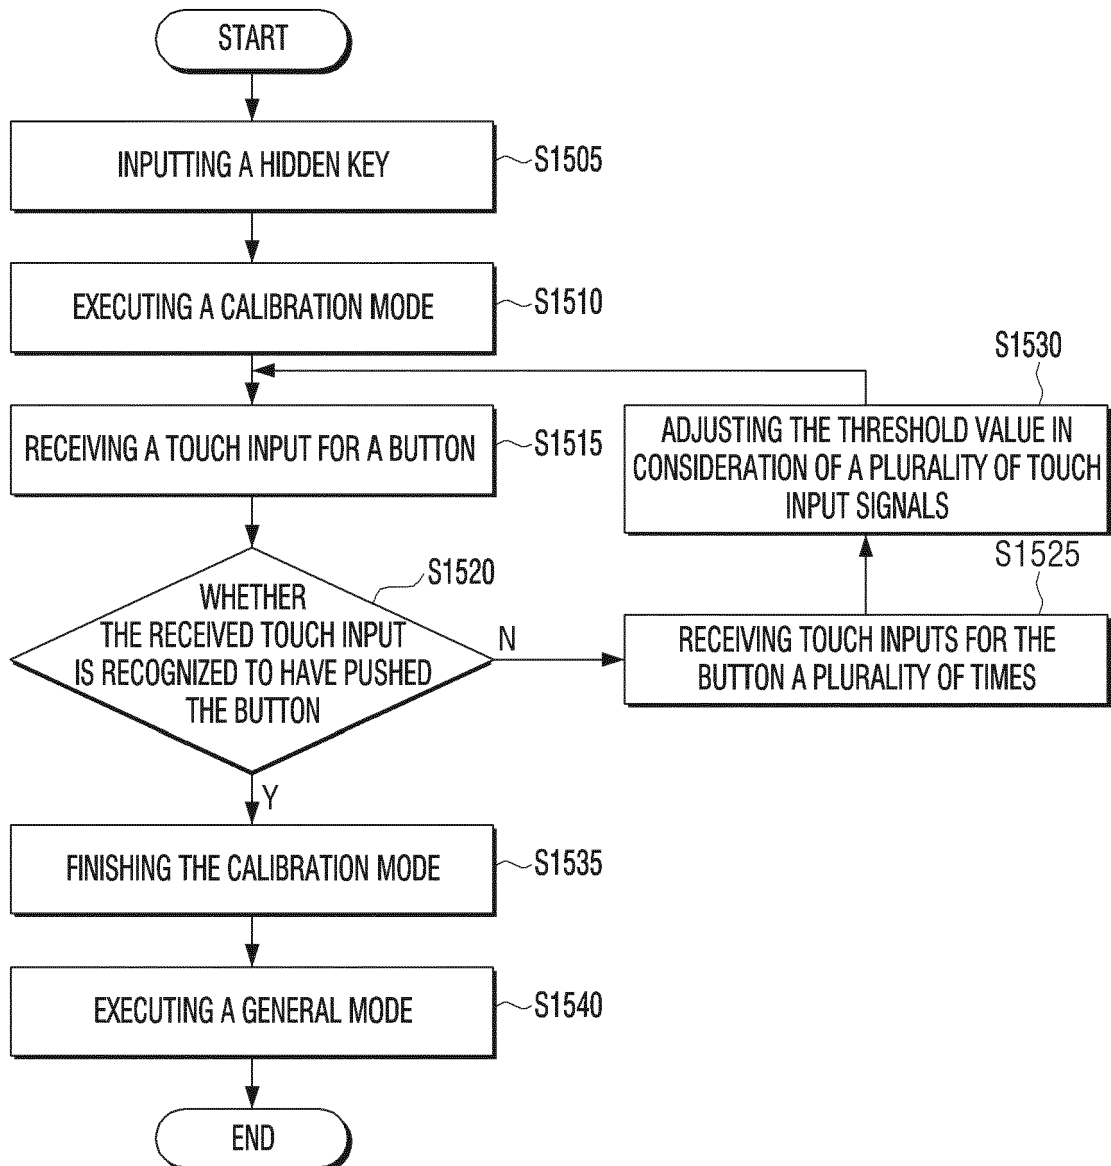 START
INPUTTING A HIDDEN KEY
S1505
EXECUTING A CALIBRATION MODE
S1510
RECEIVING A TOUCH INPUT FOR A BUTTON
S1515
WHETHER
THE RECEIVED TOUCH INPUT
IS RECOGNIZED TO HAVE PUSHED
THE BUTTON
S1520
N
S1530
ADJUSTING THE THRESHOLD VALUE IN
CONSIDERATION OF A PLURALITY OF TOUCH
INPUT SIGNALS
S1525
RECEIVING TOUCH INPUTS FOR THE
BUTTON A PLURALITY OF TIMES
Y
FINISHING THE CALIBRATION MODE
S1535
EXECUTING A GENERAL MODE
S1540
END